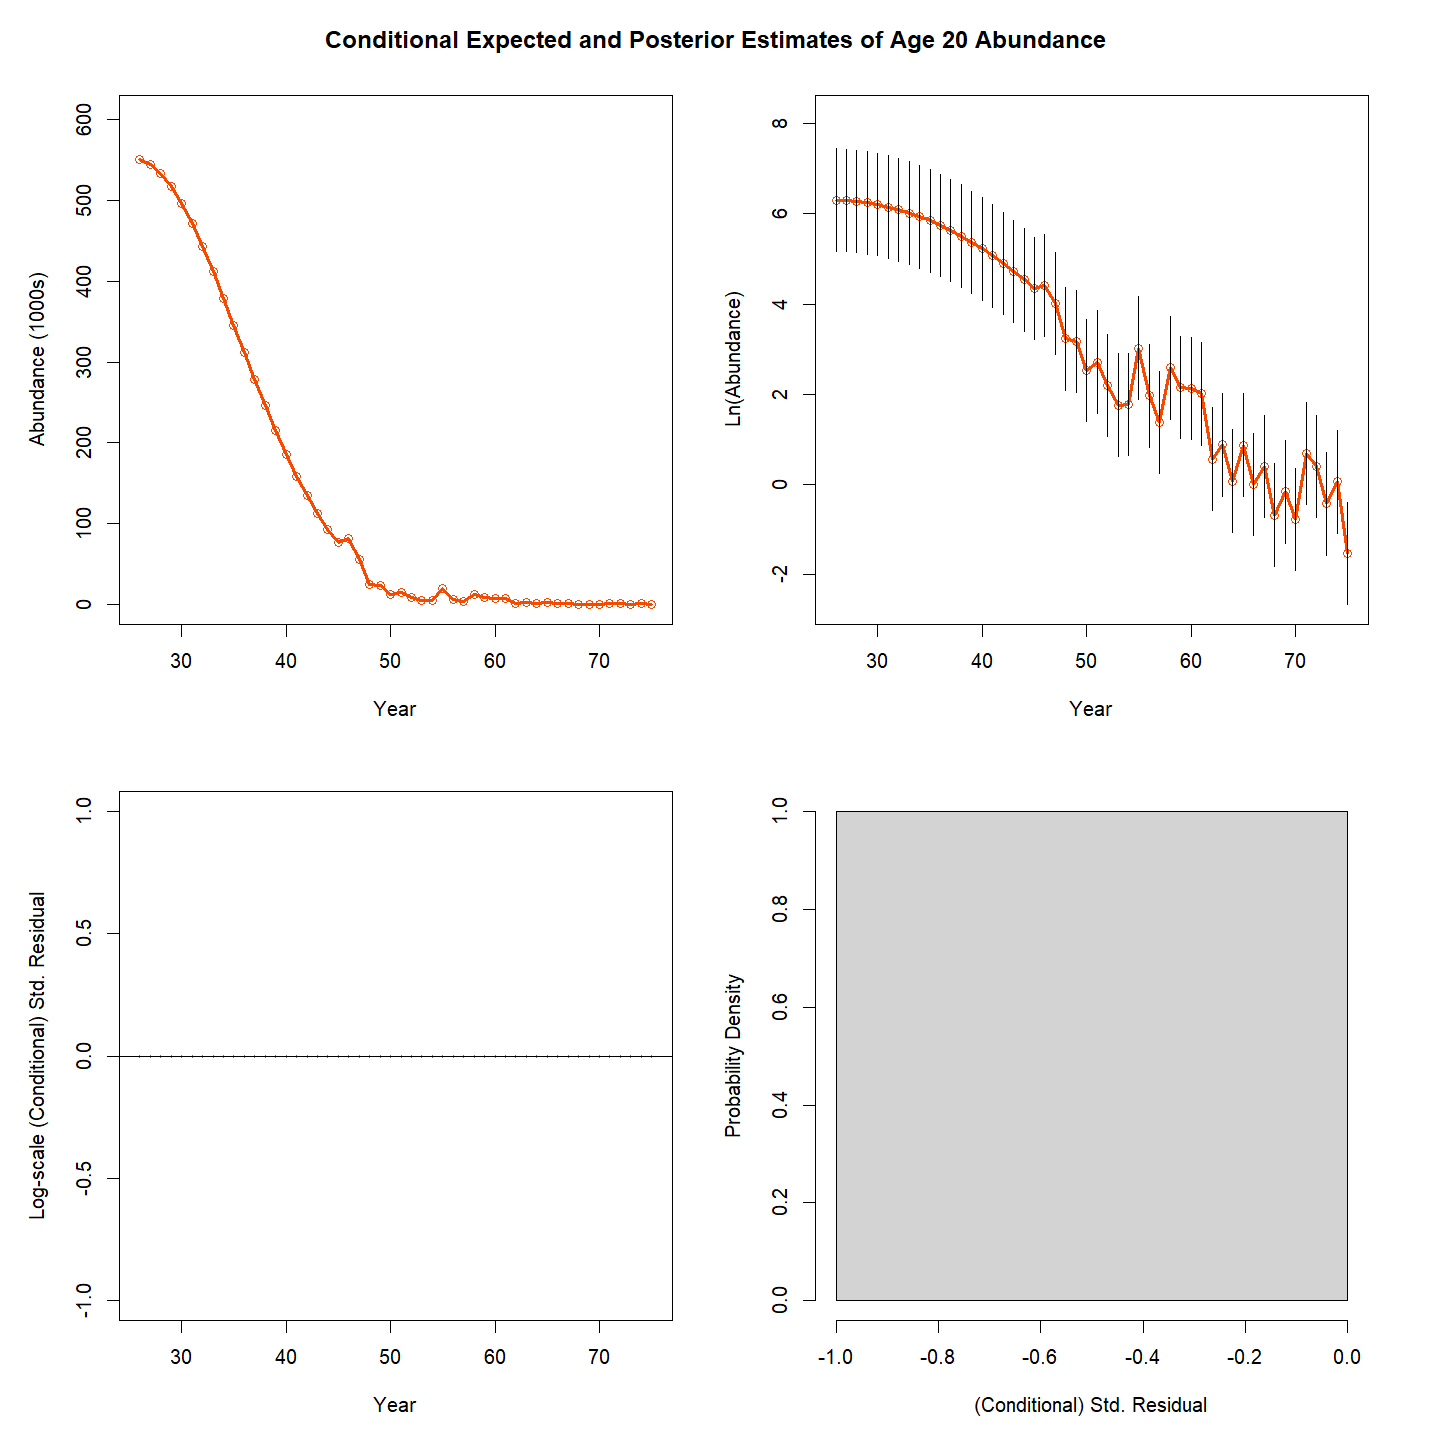 Conditional Expected and Posterior Estimates of Age 20 Abundance
Abundance (1000s)
600
500
400
300
200
100
0
30 40 50 60 70
Year
Ln(Abundance)
8
6
4
2
0
-2
30 40 50 60 70
Year
Log-scale (Conditional) Std. Residual
1.0
0.5
0.0
-0.5
-1.0
30 40 50 60 70
Year
Probability Density
1.0
0.8
0.6
0.4
0.2
0.0
-1.0 -0.8 -0.6 -0.4 -0.2 0.0
(Conditional) Std. Residual